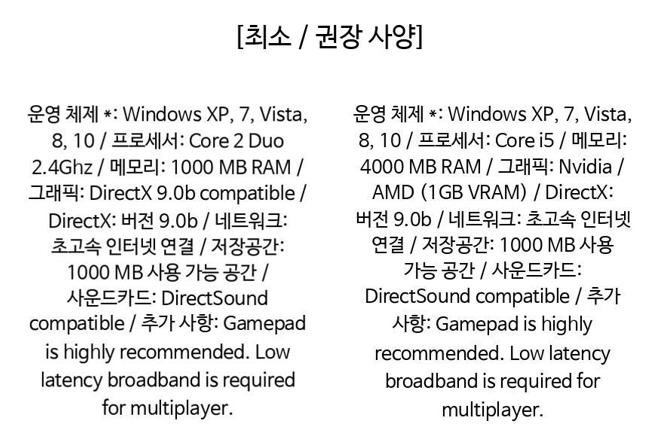 [최소 / 권장 사양]
운영 체제 *: Windows XP, 7, Vista,
8, 10 / 프로세서: Core 2 Duo
2.4Ghz / 메모리: 1000 MB RAM /
그래픽: DirectX 9.0b compatible /
DirectX: 버전 9.0b / 네트워크:
초고속 인터넷 연결 / 저장공간:
1000 MB 사용 가능 공간 /
사운드카드: DirectSound
compatible / 추가 사항: Gamepad
is highly recommended. Low
latency broadband is required
for multiplayer.
운영 체제 *: Windows XP, 7, Vista,
8, 10 / 프로세서: Core i5 / 메모리:
4000 MB RAM / 그래픽: Nvidia /
AMD (1GB VRAM) / DirectX:
버전 9.0b / 네트워크: 초고속 인터넷
연결 / 저장공간: 1000 MB 사용
가능 공간 / 사운드카드:
DirectSound compatible / 추가
사항: Gamepad is highly
recommended. Low latency
broadband is required for
multiplayer.